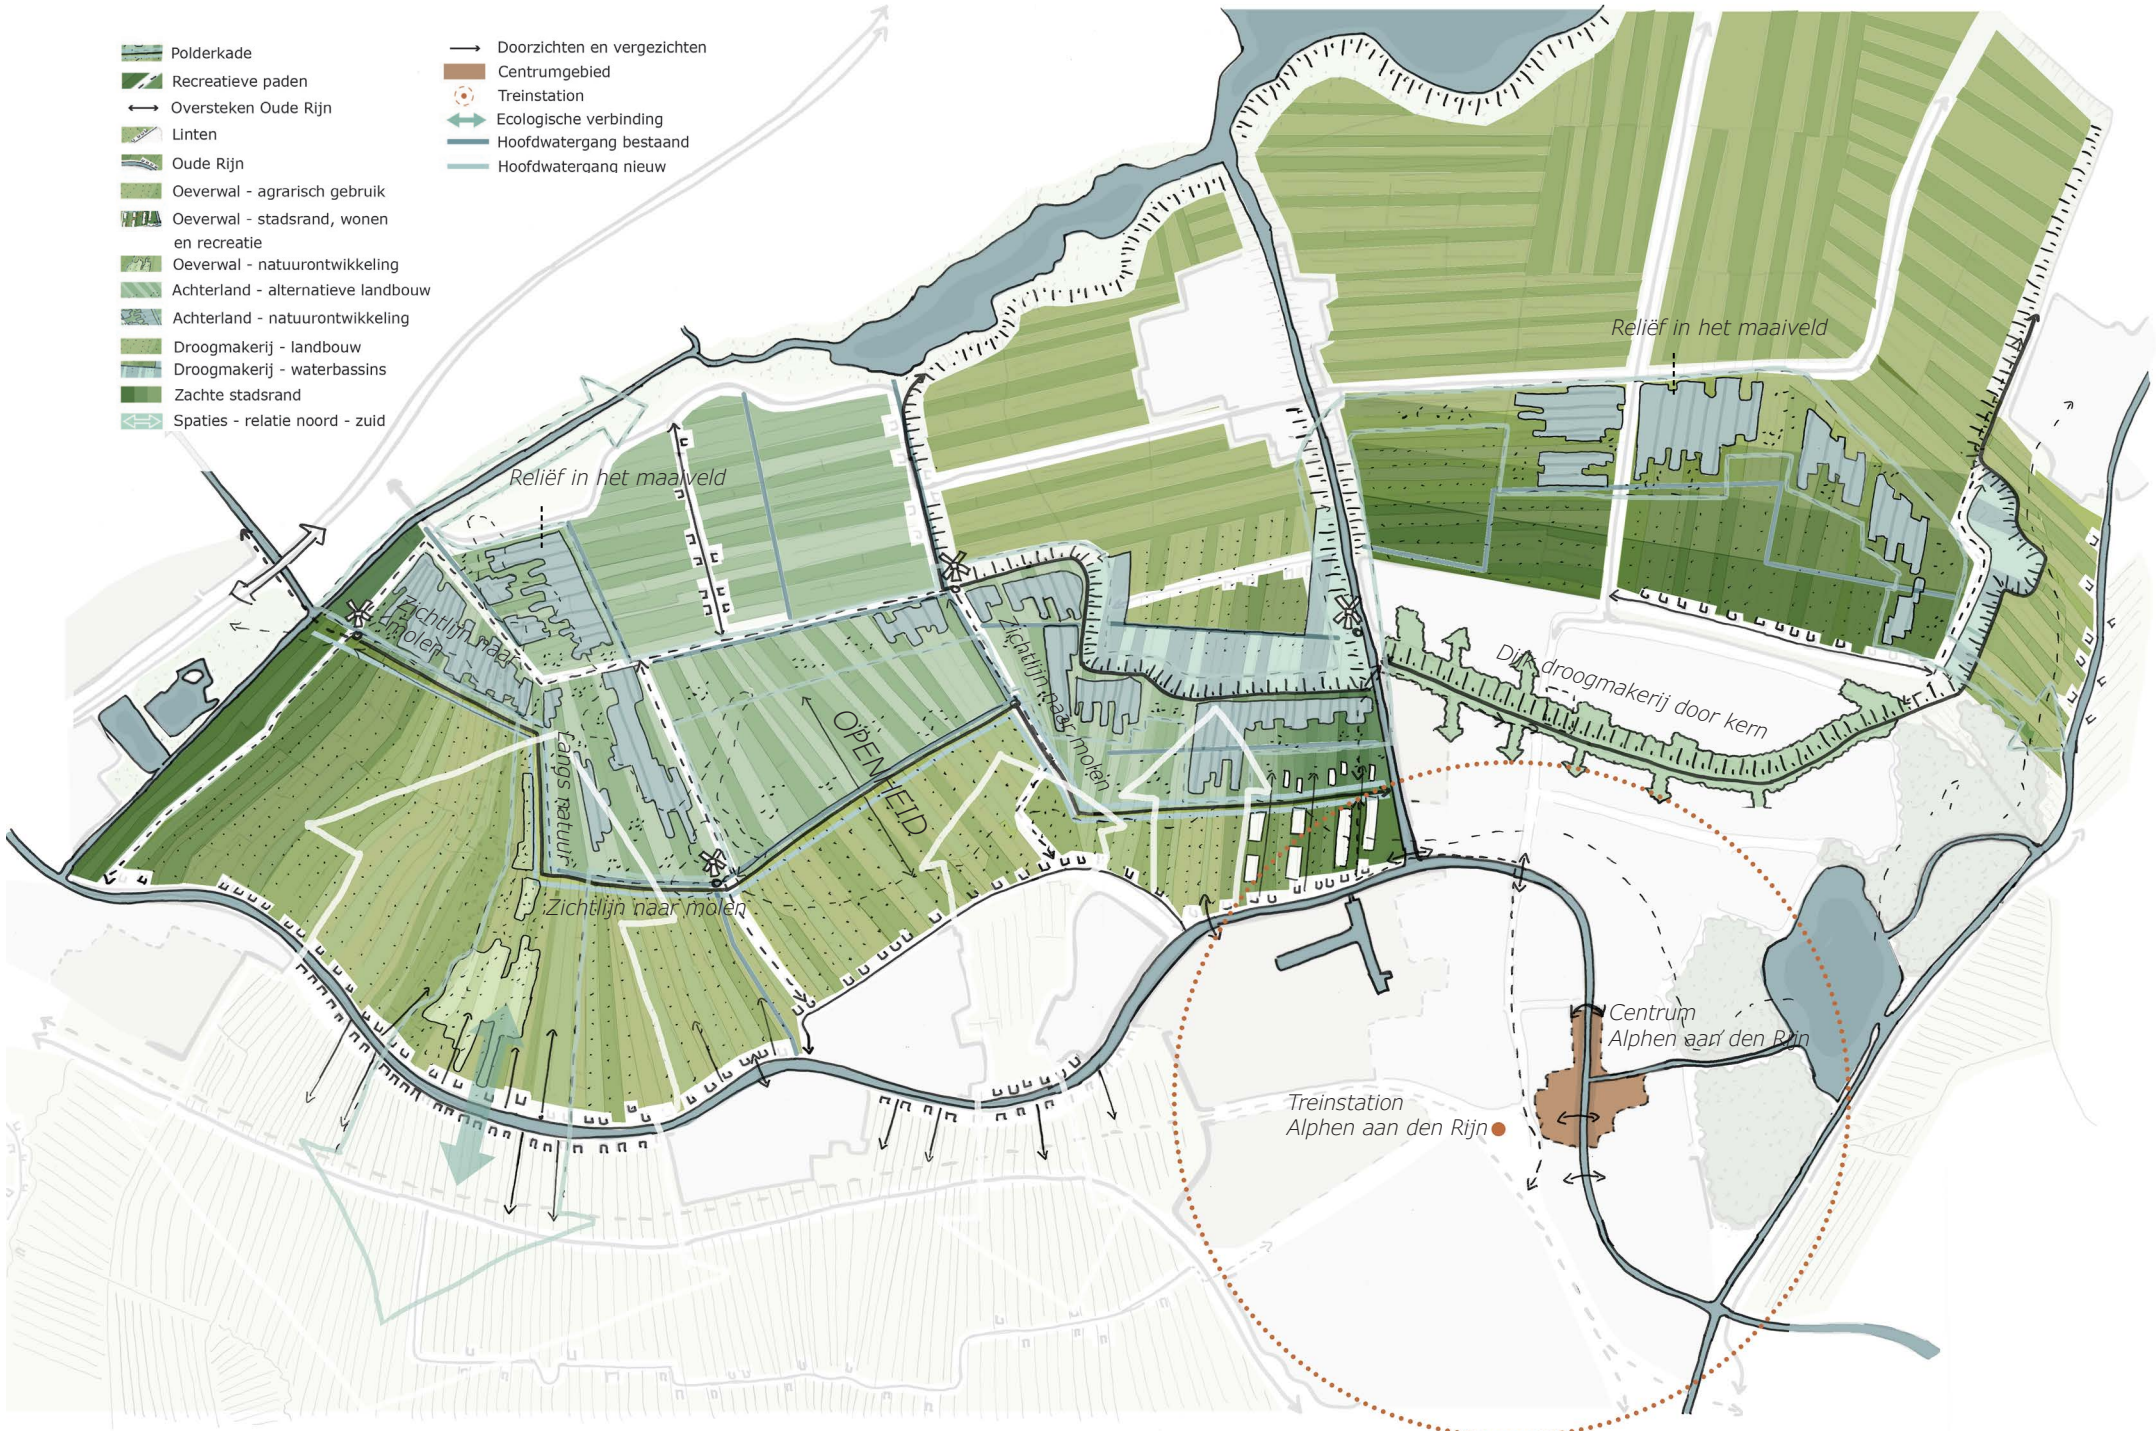 Polderkade
Recreatieve paden
Oversteken Oude Rijn
Linten
Oude Rijn
Oeverwal - agrarisch gebruik
Oeverwal - stadsrand, wonen
en recreatie
Oeverwal - natuurontwikkeling
Achterland - alternatieve landbouw
Achterland - natuurontwikkeling
Droogmakerij - landbouw
Droogmakerij - waterbassins
Zachte stadsrand
Spaties - relatie noord - zuid
Doorzichten en vergezichten
Centrumgebied
Treinstation
Ecologische verbinding
Hoofdwatergang bestaand
Hoofdwatergang nieuw
Reliëf in het maaiveld
Reliëf in het maaiveld
Zichtlijn naar
molen
Zichtlijn naar molen
Langs natuur
OPENHEID
Zichtlijn naar molen
Dijk droogmakerij door kern
Centrum
Alphen aan den Rijn
Treinstation
Alphen aan den Rijn